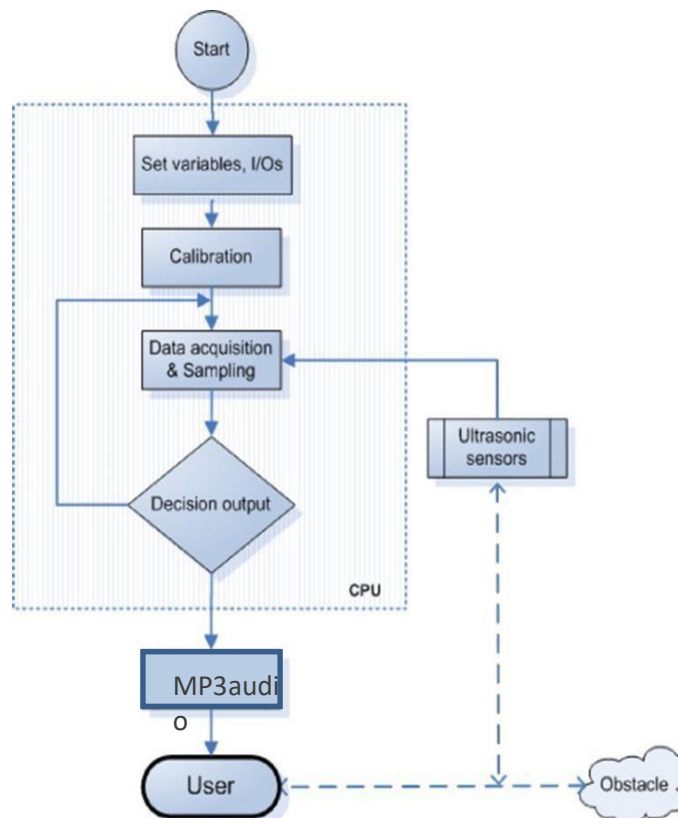 Start
Set variables, I/Os
Calibration
Data acquisition
& Sampling
Ultrasonic
sensors
Decision output
CPU
MP3audi
o
User
Obstacle